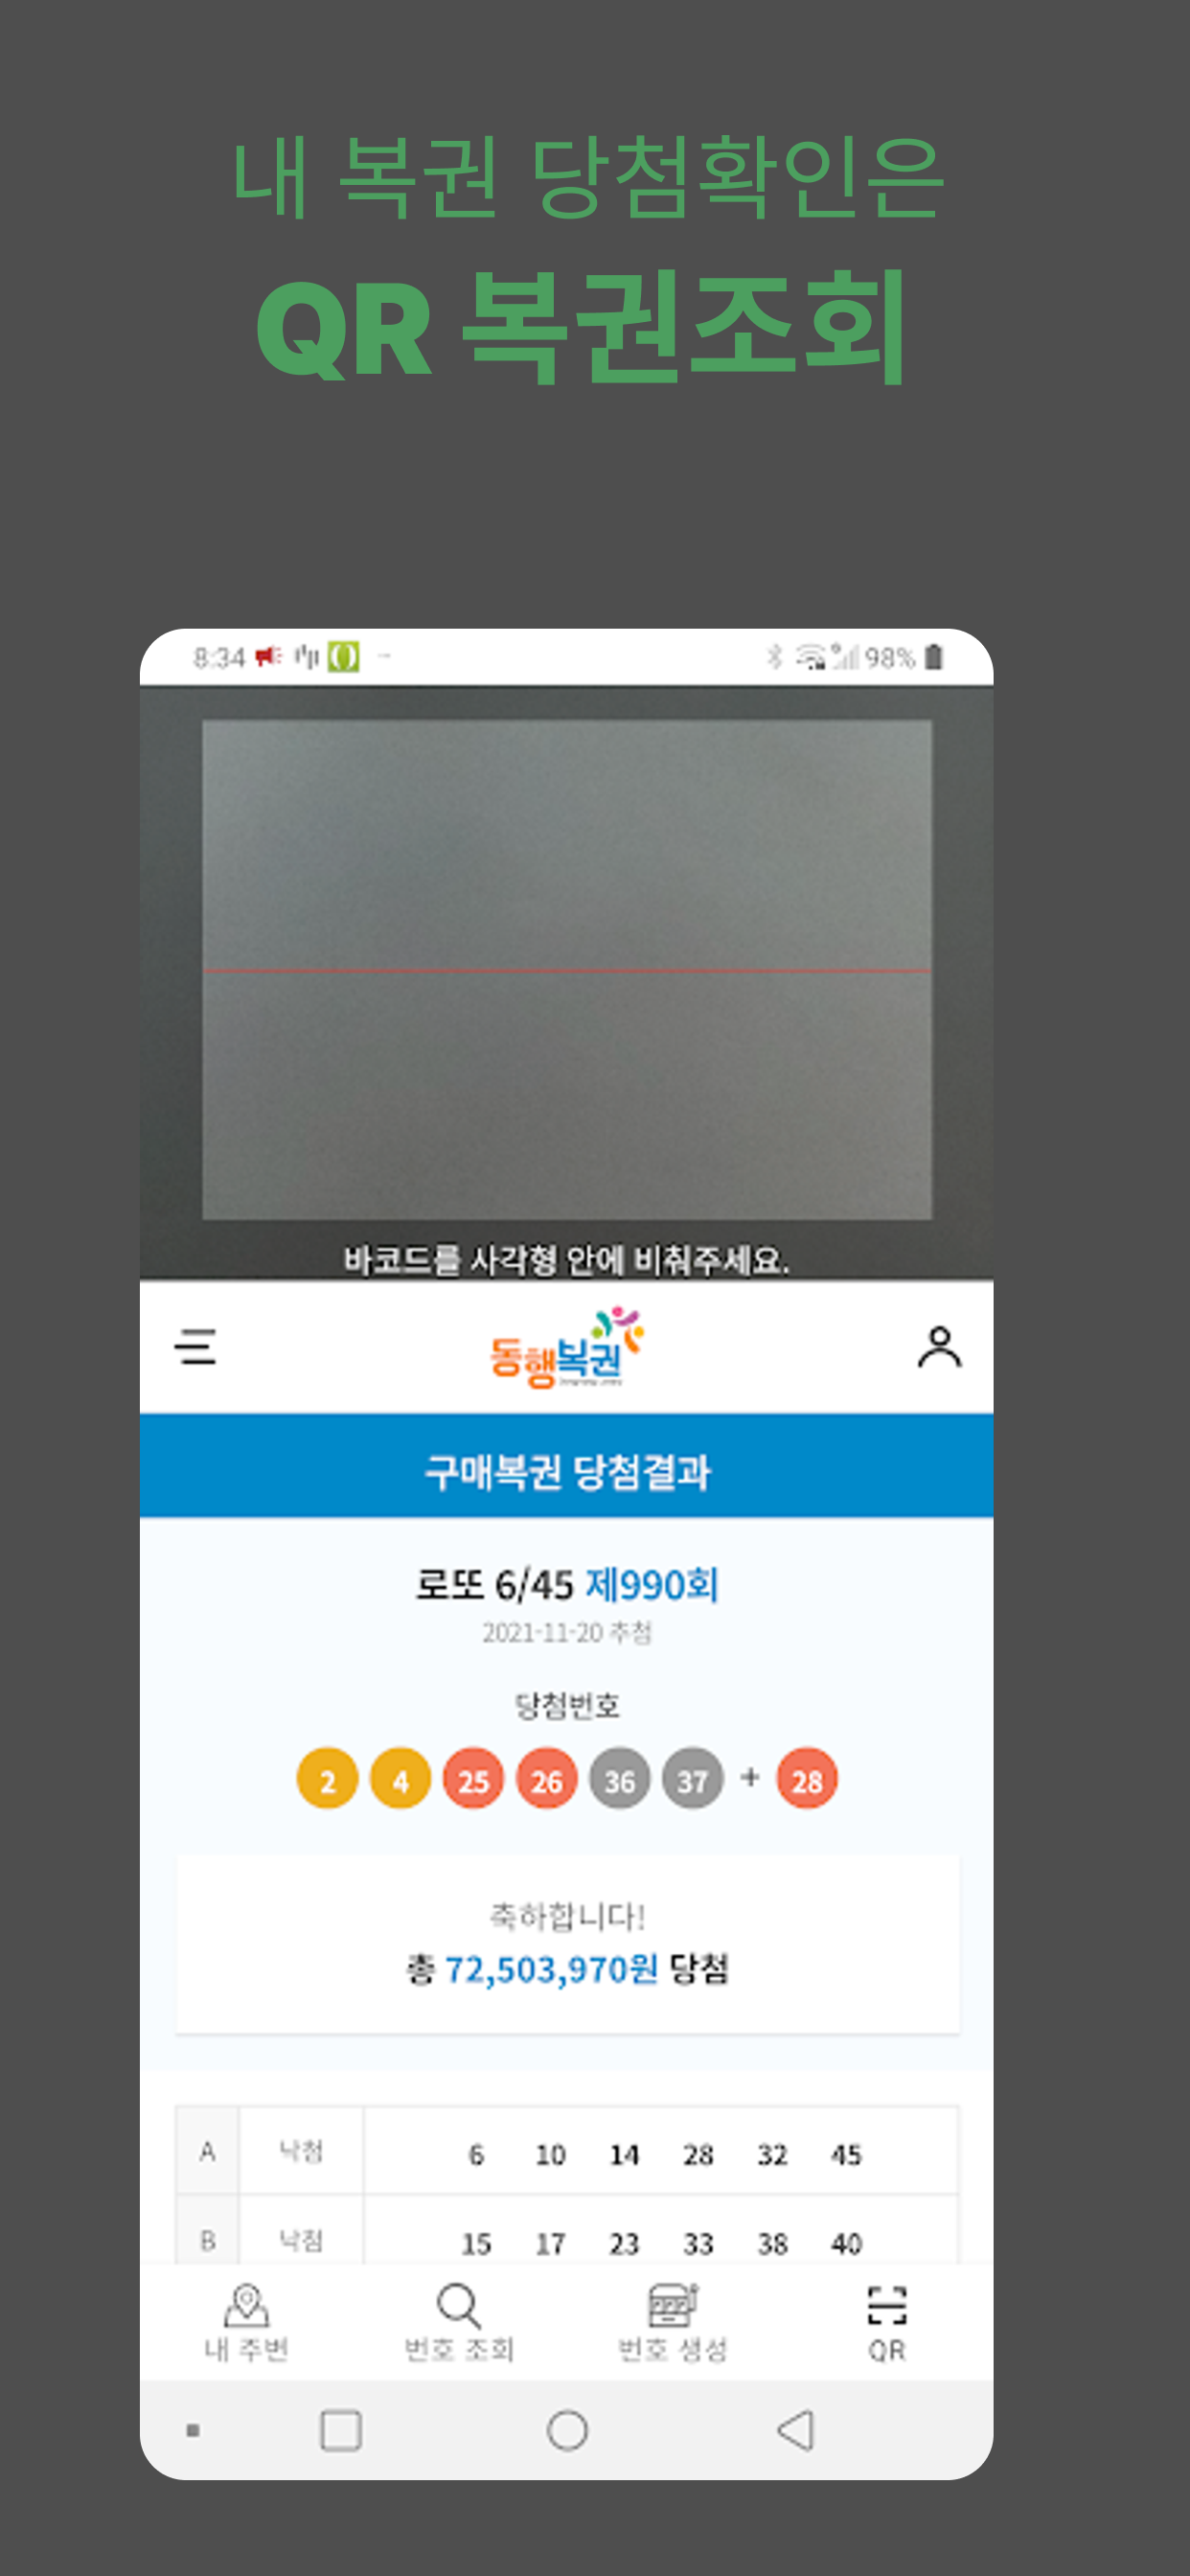 내 복권 당첨확인은
QR 복권조회
8:34 98%
바코드를 사각형 안에 비춰주세요.
동행복권
구매복권 당첨결과
로또 6/45 제990회
2021-11-20 추첨
당첨번호
2 4 25 26 36 37 + 28
축하합니다!
총 72,503,970원 당첨
A 낙첨 6 10 14 28 32 45
B 낙첨 15 17 23 33 38 40
내 주변 번호 조회 번호 생성 QR